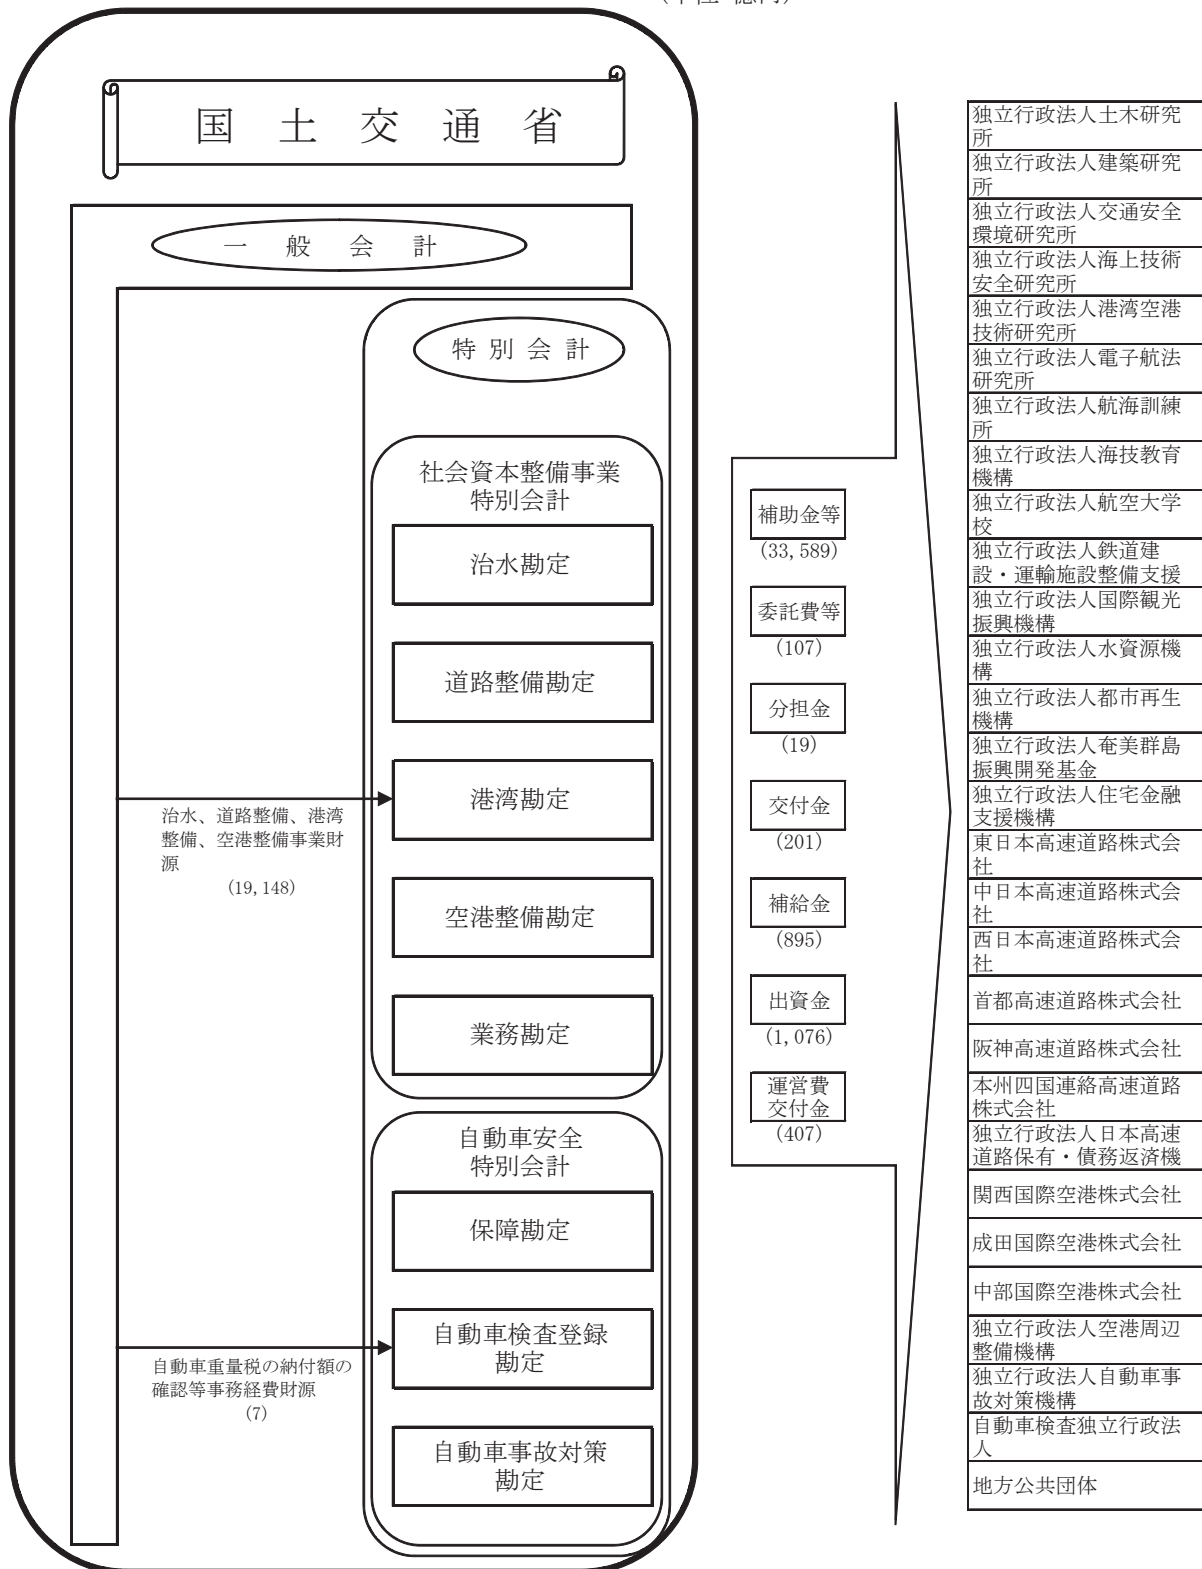 国土交通省
一般会計
特別会計
社会資本整備事業
特別会計
治水勘定
道路整備勘定
港湾勘定
空港整備勘定
業務勘定
治水、道路整備、港湾
整備、空港整備事業財
源
(19,148)
自動車安全
特別会計
保障勘定
自動車検査登録
勘定
自動車事故対策
勘定
自動車重量税の納付額の
確認等事務経費財源
(7)
補助金等
(33,589)
委託費等
(107)
分担金
(19)
交付金
(201)
補給金
(895)
出資金
(1,076)
運営費
交付金
(407)
独立行政法人土木研究
所
独立行政法人建築研究
所
独立行政法人交通安全
環境研究所
独立行政法人海上技術
安全研究所
独立行政法人港湾空港
技術研究所
独立行政法人電子航法
研究所
独立行政法人航海訓練
所
独立行政法人海技教育
機構
独立行政法人航空大学
校
独立行政法人鉄道建
設・運輸施設整備支援
独立行政法人国際観光
振興機構
独立行政法人水資源機
構
独立行政法人都市再生
機構
独立行政法人奄美群島
振興開発基金
独立行政法人住宅金融
支援機構
東日本高速道路株式会
社
中日本高速道路株式会
社
西日本高速道路株式会
社
首都高速道路株式会社
阪神高速道路株式会社
本州四国連絡高速道路
株式会社
独立行政法人日本高速
道路保有・債務返済機
関西国際空港株式会社
成田国際空港株式会社
中部国際空港株式会社
独立行政法人空港周辺
整備機構
独立行政法人自動車事
故対策機構
自動車検査独立行政法
人
地方公共団体